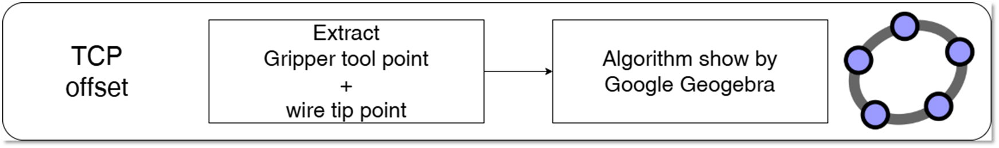 TCP
offset
Extract
Gripper tool point
+
wire tip point
Algorithm show by
Google Geogebra